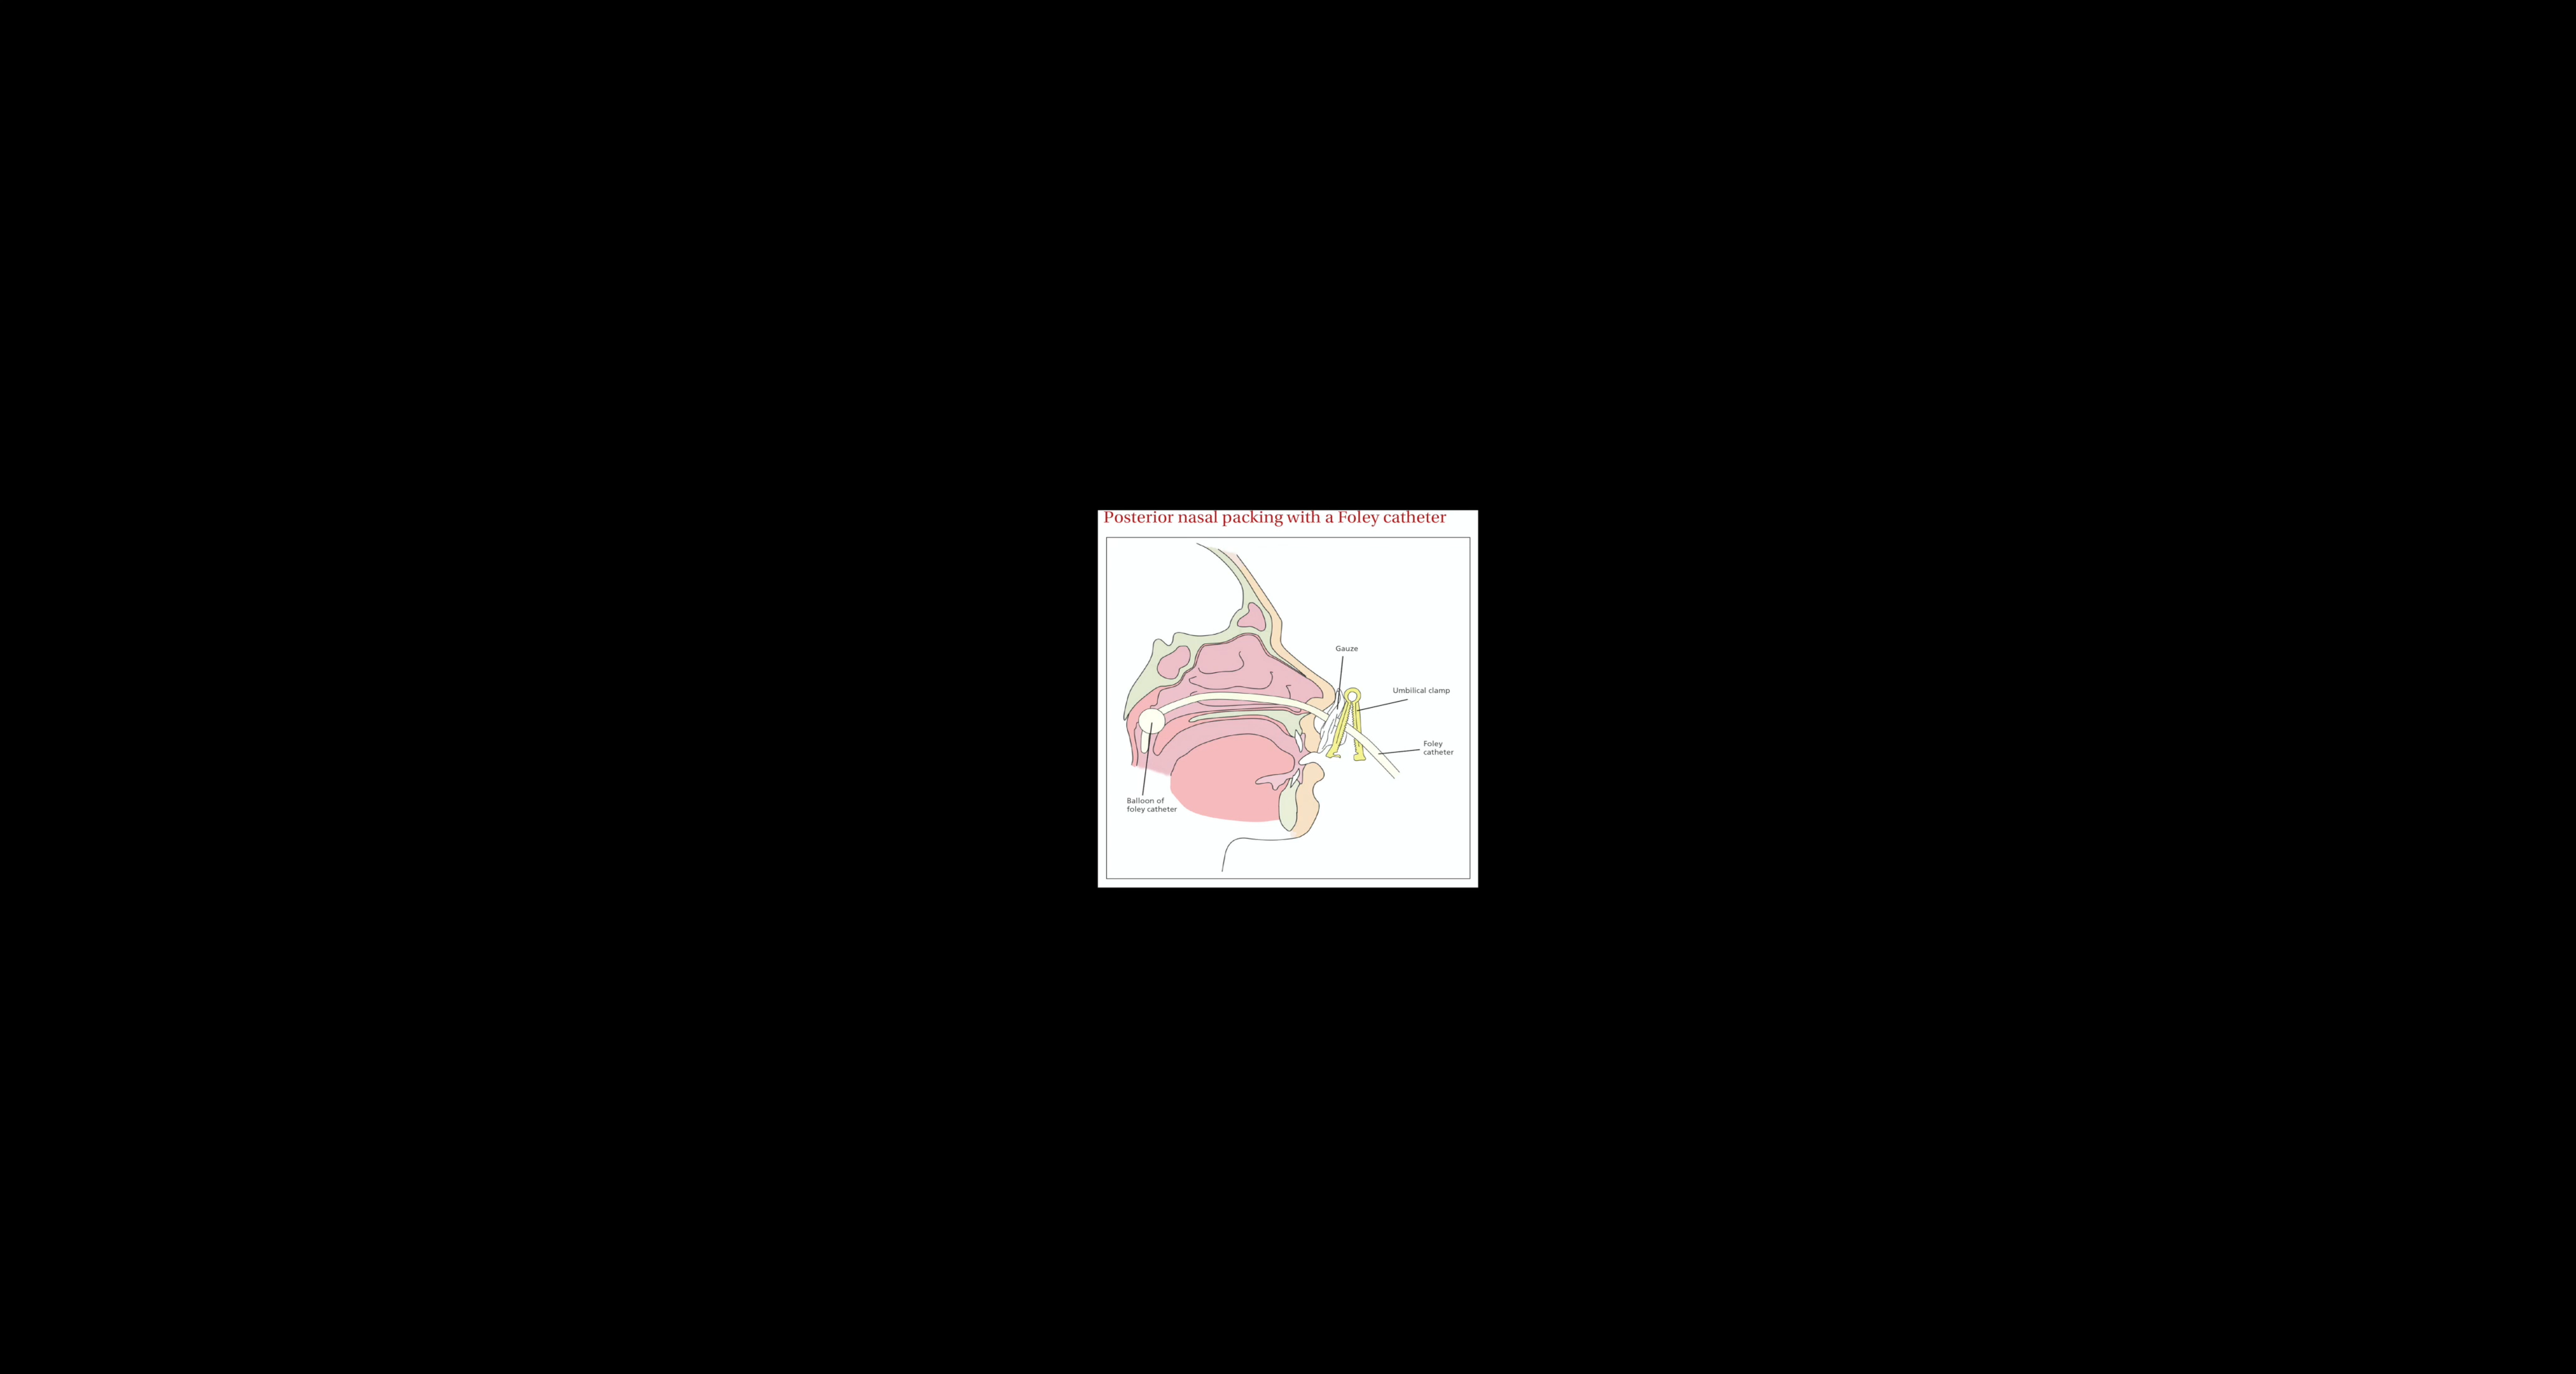 Posterior nasal packing with a Foley catheter
Gauze
Umbilical clamp
Foley
catheter
Balloon of
foley catheter